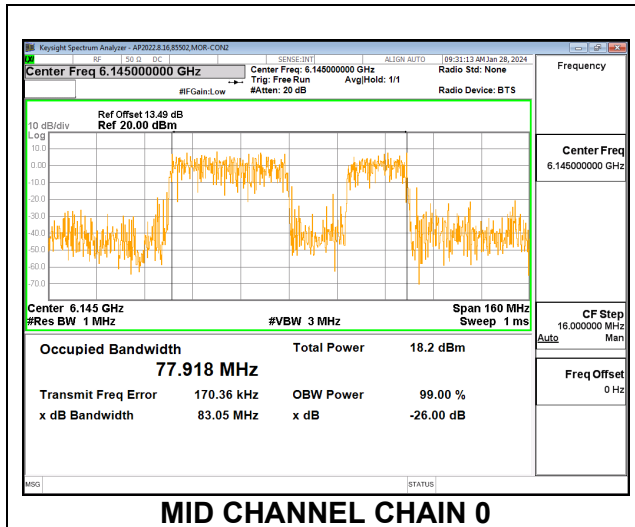 Keysight Spectrum Analyzer - AP2022.8.16,85502,MOR-CON2
RF 50 Ω DC SENSE:INT ALIGN AUTO 09:31:13 AM Jan 28, 2024
Center Freq 6.145000000 GHz Center Freq: 6.145000000 GHz Radio Std: None
Trig: Free Run Avg|Hold: 1/1
#IFGain:Low #Atten: 20 dB Radio Device: BTS
Frequency
Ref Offset 13.49 dB
10 dB/div Ref 20.00 dBm
Log
10.0
0.00
-10.0
-20.0
-30.0
-40.0
-50.0
-60.0
-70.0
Center 6.145 GHz Span 160 MHz
#Res BW 1 MHz #VBW 3 MHz Sweep 1 ms
Occupied Bandwidth Total Power 18.2 dBm
77.918 MHz
Transmit Freq Error 170.36 kHz OBW Power 99.00 %
x dB Bandwidth 83.05 MHz x dB -26.00 dB
Center Freq
6.145000000 GHz
CF Step
16.000000 MHz
Auto Man
Freq Offset
0 Hz
MSG STATUS
MID CHANNEL CHAIN 0